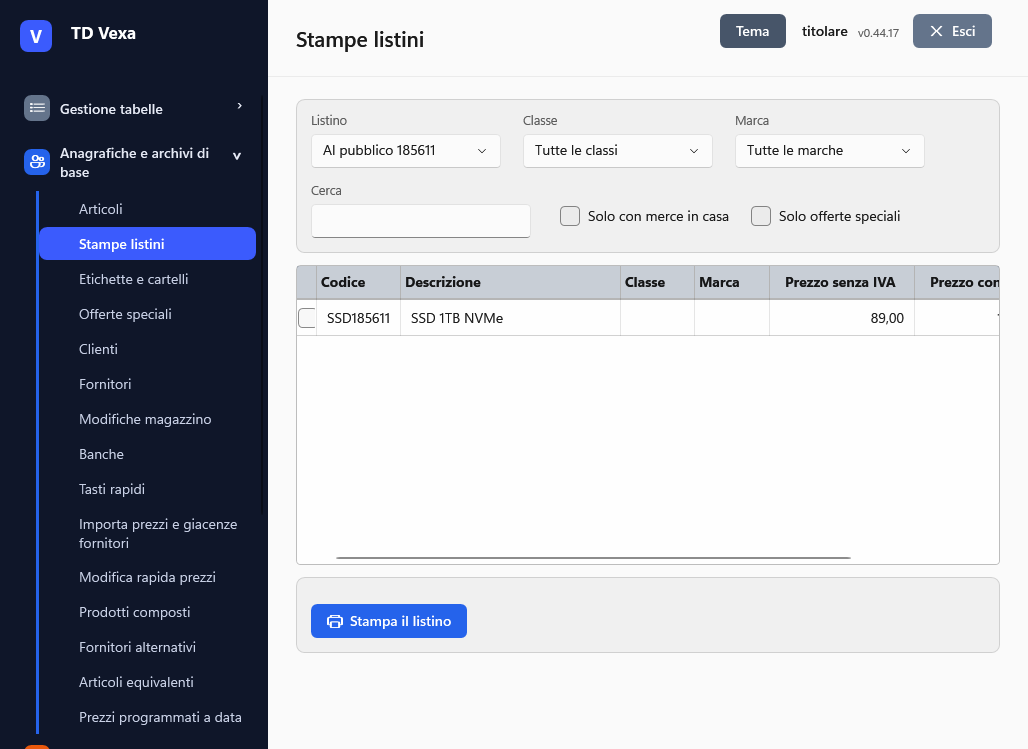 V
TD Vexa
Gestione tabelle
Anagrafiche e archivi di
base
Articoli
Stampe listini
Etichette e cartelli
Offerte speciali
Clienti
Fornitori
Modifiche magazzino
Banche
Tasti rapidi
Importa prezzi e giacenze
fornitori
Modifica rapida prezzi
Prodotti composti
Fornitori alternativi
Articoli equivalenti
Prezzi programmati a data
Stampe listini
Tema titolare v0.44.17 Esci
Listino Classe Marca
Al pubblico 185611 Tutte le classi Tutte le marche
Cerca
Solo con merce in casa Solo offerte speciali
Codice Descrizione Classe Marca Prezzo senza IVA Prezzo con
SSD185611 SSD 1TB NVMe 89,00
Stampa il listino